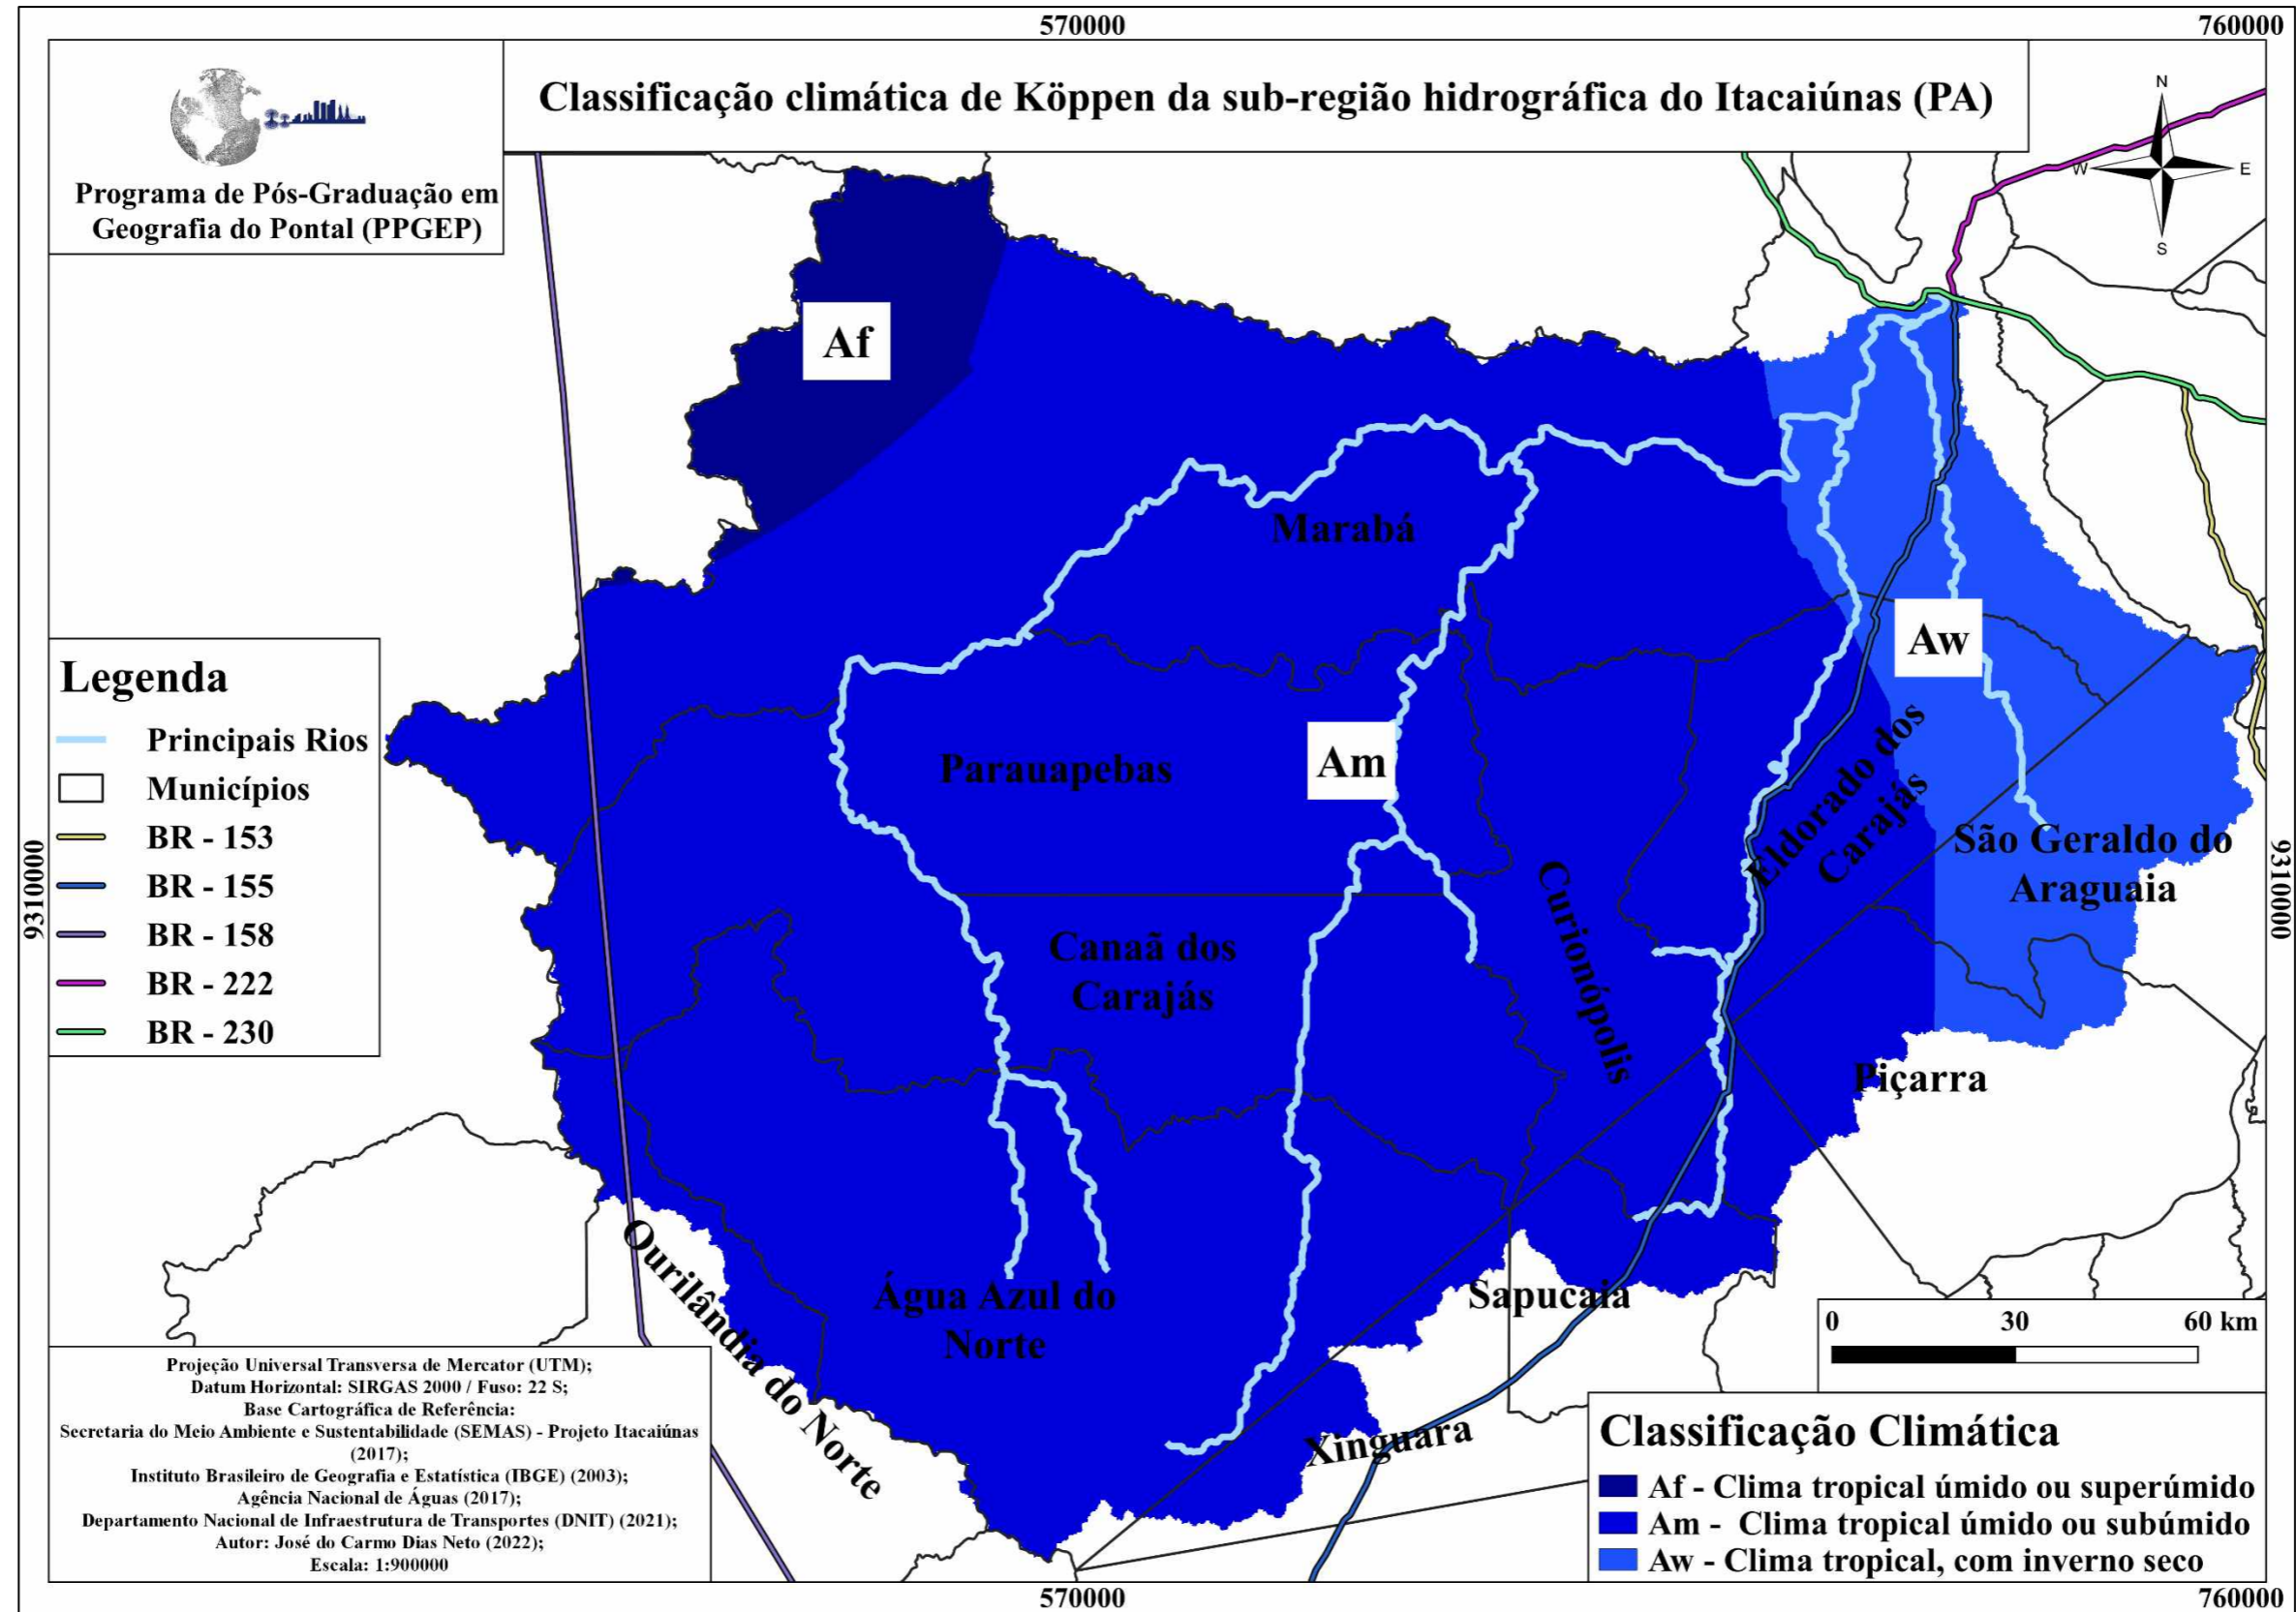 570000
760000
Classificação climática de Köppen da sub-região hidrográfica do Itacaiúnas (PA)
Programa de Pós-Graduação em
Geografia do Pontal (PPGEP)
N
W
E
S
Af
Marabá
Aw
Am
Parauapebas
Eldorado dos
Carajás
São Geraldo do
Araguaia
Curionópolis
Canaã dos
Carajás
Piçarra
Água Azul do
Norte
Sapucaia
Ourilândia do Norte
Xinguara
Legenda
Principais Rios
Municípios
BR - 153
BR - 155
BR - 158
BR - 222
BR - 230
9310000
9310000
0 30 60 km
Projeção Universal Transversa de Mercator (UTM);
Datum Horizontal: SIRGAS 2000 / Fuso: 22 S;
Base Cartográfica de Referência:
Secretaria do Meio Ambiente e Sustentabilidade (SEMAS) - Projeto Itacaiúnas
(2017);
Instituto Brasileiro de Geografia e Estatística (IBGE) (2003);
Agência Nacional de Águas (2017);
Departamento Nacional de Infraestrutura de Transportes (DNIT) (2021);
Autor: José do Carmo Dias Neto (2022);
Escala: 1:900000
Classificação Climática
Af - Clima tropical úmido ou superúmido
Am - Clima tropical úmido ou subúmido
Aw - Clima tropical, com inverno seco
570000
760000